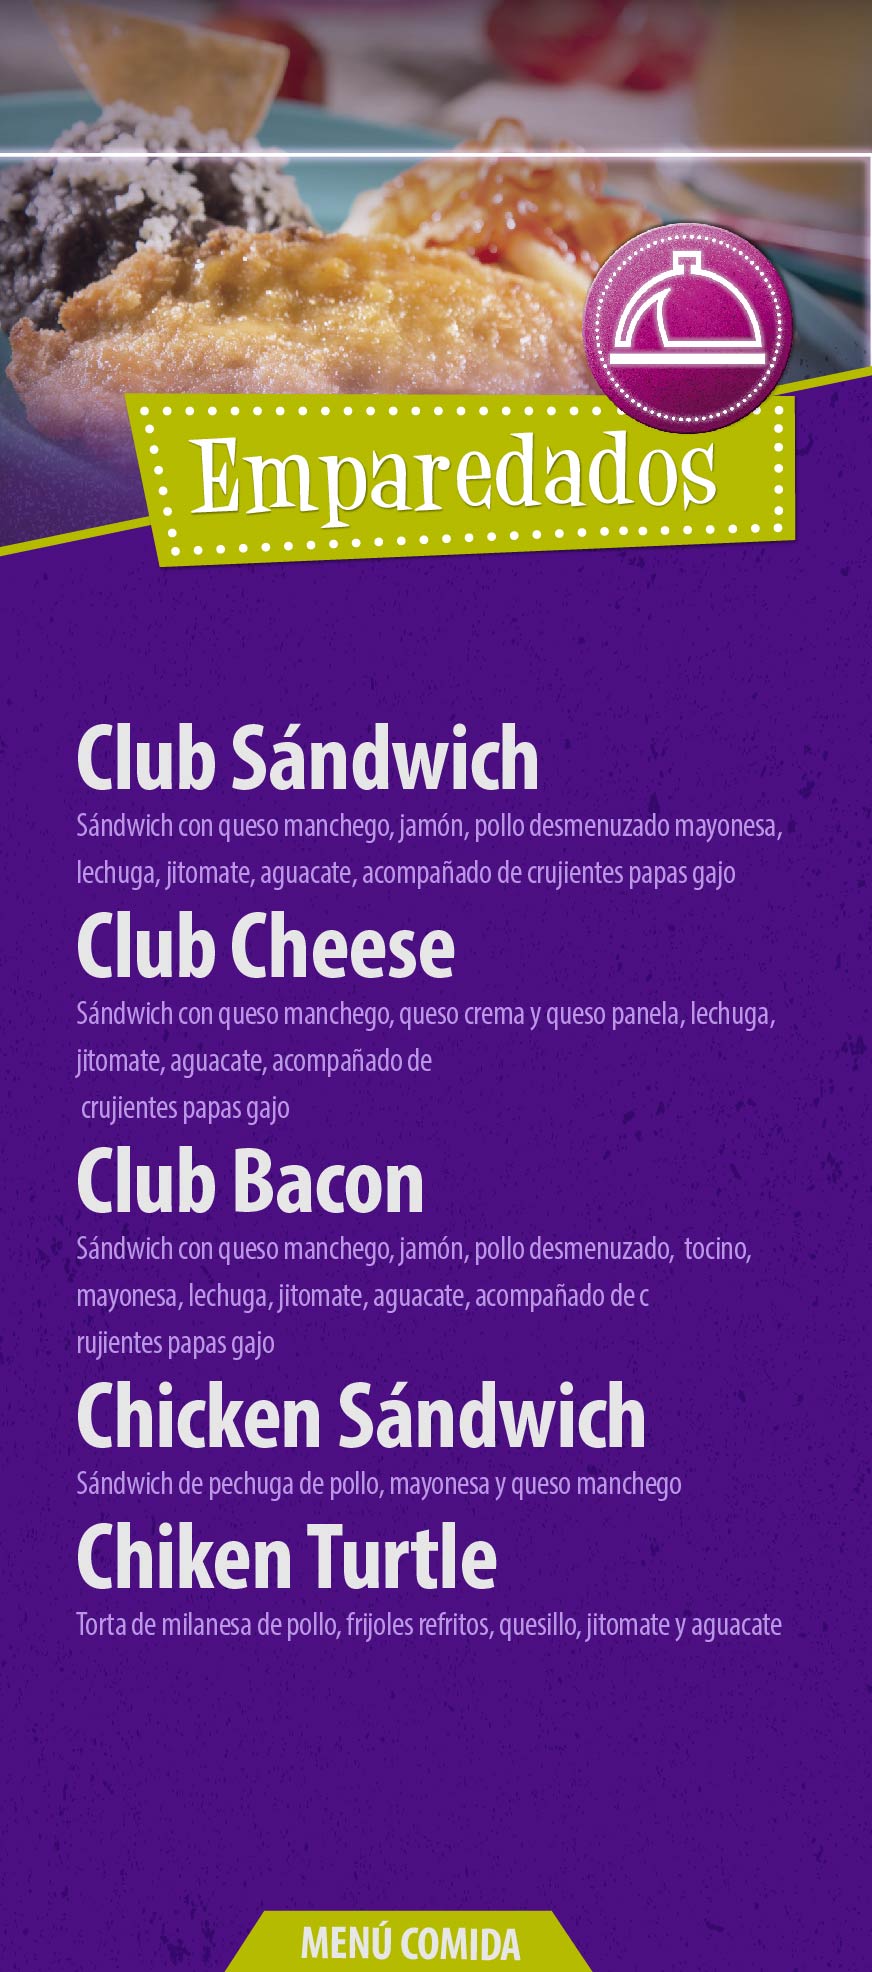 Emparedados
Club Sándwich
Sándwich con queso manchego, jamón, pollo desmenuzado mayonesa,
lechuga, jitomate, aguacate, acompañado de crujientes papas gajo
Club Cheese
Sándwich con queso manchego, queso crema y queso panela, lechuga,
jitomate, aguacate, acompañado de
crujientes papas gajo
Club Bacon
Sándwich con queso manchego, jamón, pollo desmenuzado, tocino,
mayonesa, lechuga, jitomate, aguacate, acompañado de c
rujientes papas gajo
Chicken Sándwich
Sándwich de pechuga de pollo, mayonesa y queso manchego
Chiken Turtle
Torta de milanesa de pollo, frijoles refritos, quesillo, jitomate y aguacate
MENÚ COMIDA